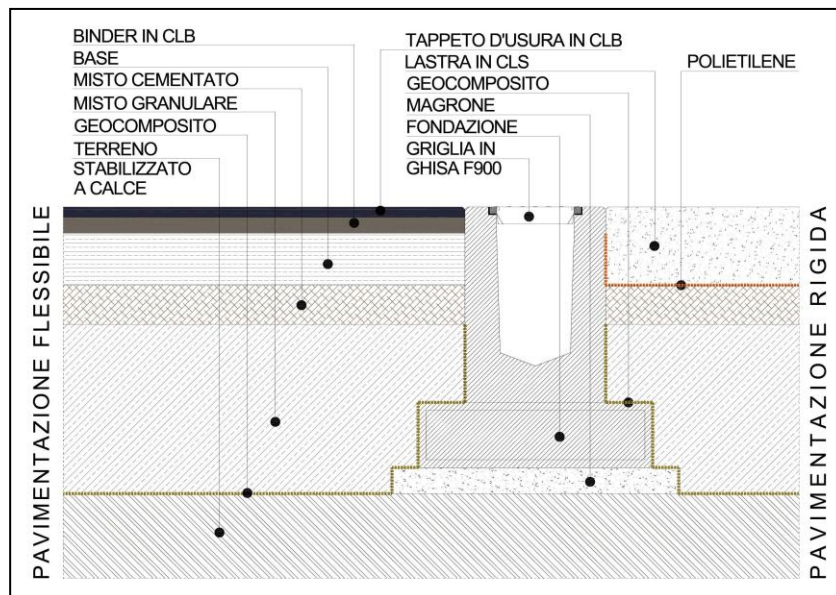 BINDER IN CLB
BASE
MISTO CEMENTATO
MISTO GRANULARE
GEOCOMPOSITO
TERRENO
STABILIZZATO
A CALCE
TAPPETO D'USURA IN CLB
LASTRA IN CLS
GEOCOMPOSITO
MAGRONE
FONDAZIONE
GRIGLIA IN
GHISA F900
POLIETILENE
PAVIMENTAZIONE FLESSIBILE
PAVIMENTAZIONE RIGIDA